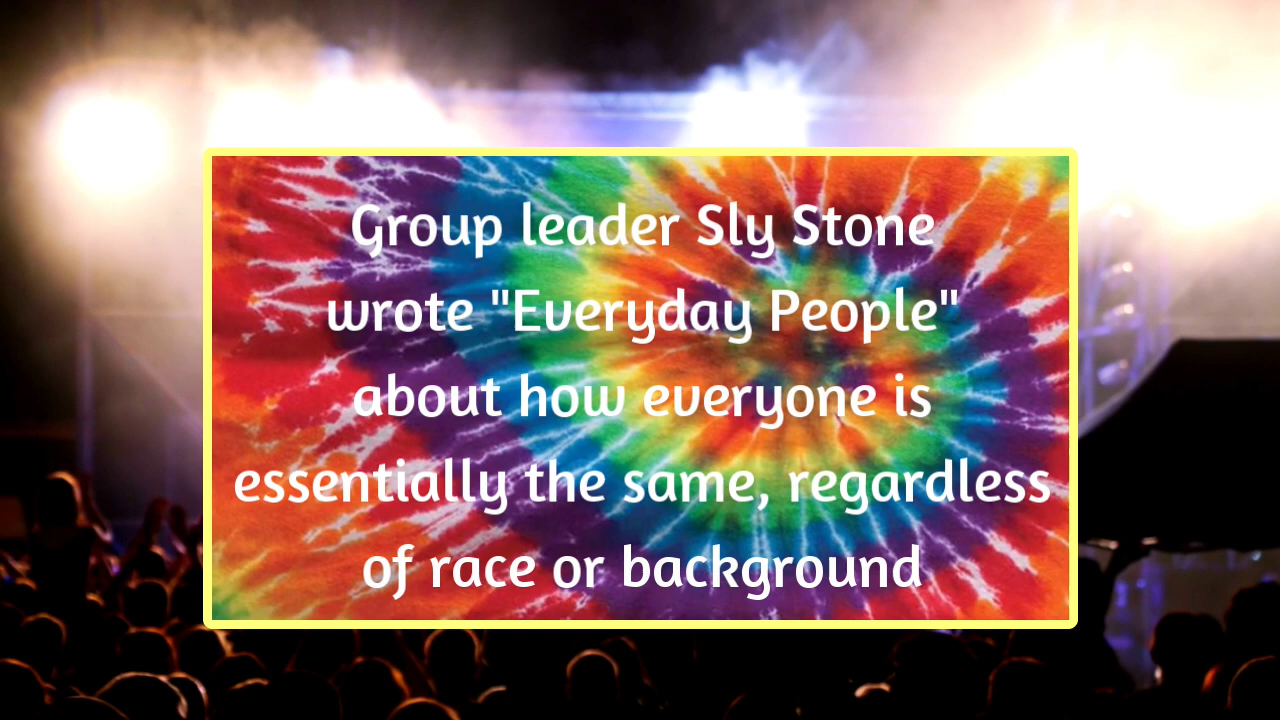 Group leader Sly Stone
wrote "Everyday People"
about how everyone is
essentially the same, regardless
of race or background